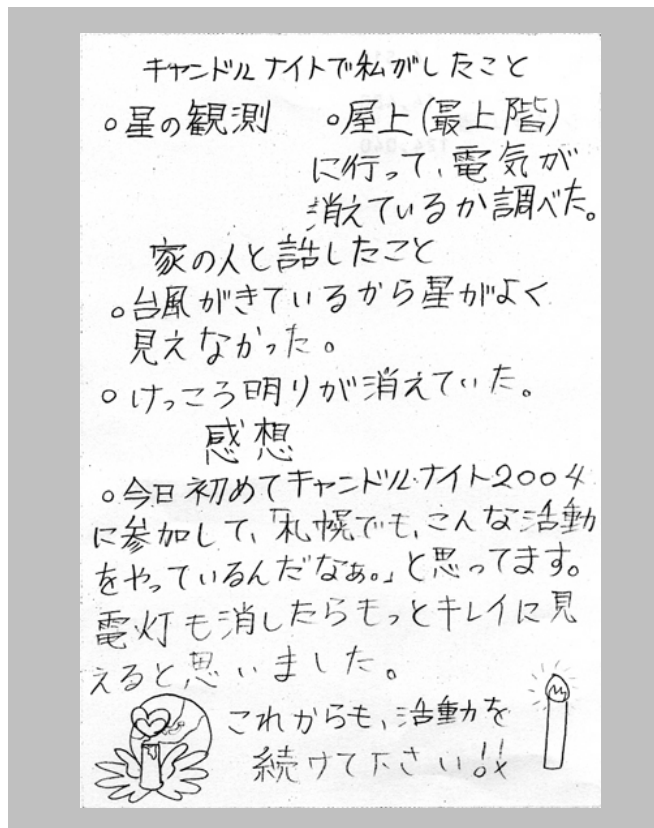 キャンドルナイトで私がしたこと
○星の観測 ○屋上(最上階)
に行って、電気が
消えているか調べた。
家の人と話したこと
○台風がきているから星がよく
見えなかった。
○けっころ明りが消えていた。
感想
○今日初めてキャンドルナイト2004
に参加して、「札幌でも、こんな活動
をやっているんだなぁ。」と思ってます。
電灯も消したらもっとキレイに見
えると思いました。
これからも、活動を
続けて下さい!!